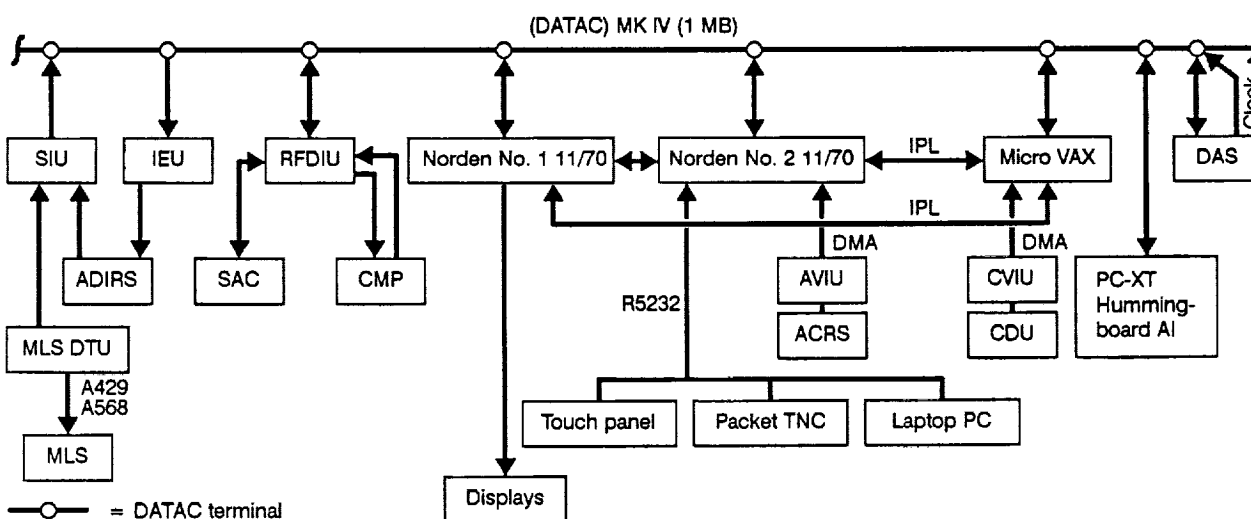 (DATAC) MK IV (1 MB)
SIU
IEU
RFDIU
Norden No. 1 11/70
Norden No. 2 11/70
IPL
Micro VAX
Clock
DAS
IPL
ADIRS
SAC
CMP
DMA
AVIU
ACRS
DMA
CVIU
CDU
PC-XT
Humming-
board AI
R5232
MLS DTU
A429
A568
MLS
Touch panel
Packet TNC
Laptop PC
Displays
= DATAC terminal